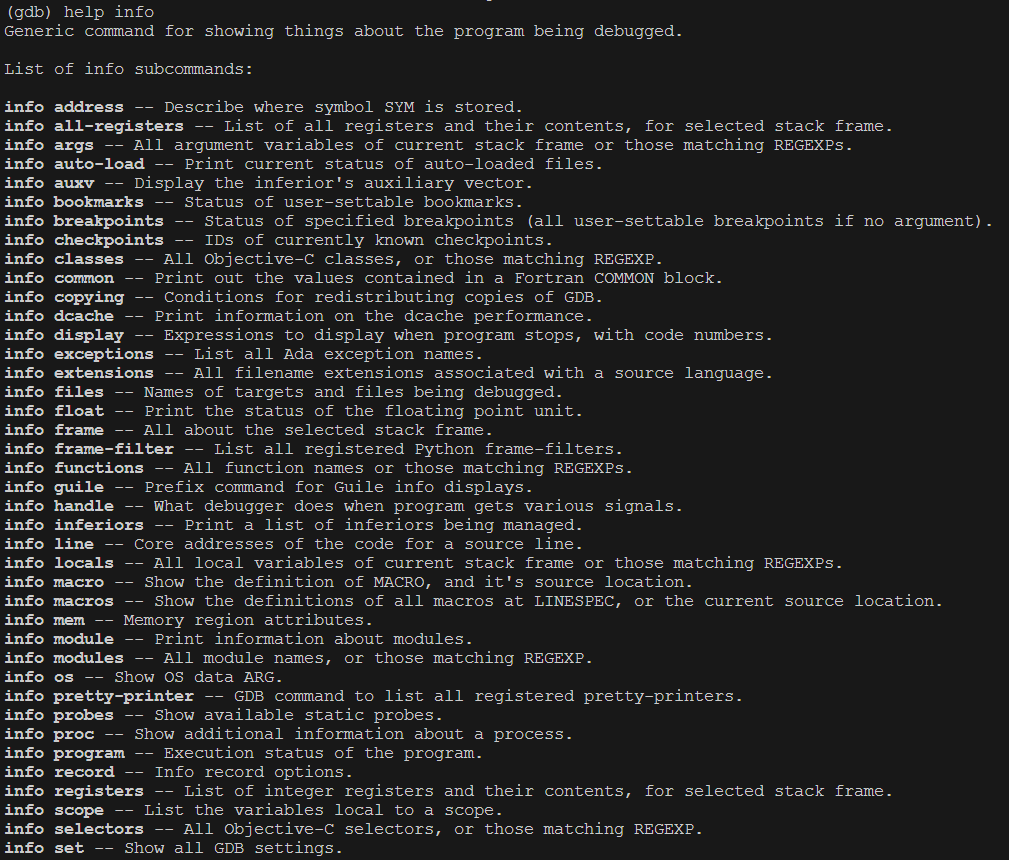 (gdb) help info
Generic command for showing things about the program being debugged.
List of info subcommands:
info address -- Describe where symbol SYM is stored.
info all-registers -- List of all registers and their contents, for selected stack frame.
info args -- All argument variables of current stack frame or those matching REGEXPs.
info auto-load -- Print current status of auto-loaded files.
info auxv -- Display the inferior's auxiliary vector.
info bookmarks -- Status of user-settable bookmarks.
info breakpoints -- Status of specified breakpoints (all user-settable breakpoints if no argument).
info checkpoints -- IDs of currently known checkpoints.
info classes -- All Objective-C classes, or those matching REGEXP.
info common -- Print out the values contained in a Fortran COMMON block.
info copying -- Conditions for redistributing copies of GDB.
info dcache -- Print information on the dcache performance.
info display -- Expressions to display when program stops, with code numbers.
info exceptions -- List all Ada exception names.
info extensions -- All filename extensions associated with a source language.
info files -- Names of targets and files being debugged.
info float -- Print the status of the floating point unit.
info frame -- All about the selected stack frame.
info frame-filter -- List all registered Python frame-filters.
info functions -- All function names or those matching REGEXPs.
info guile -- Prefix command for Guile info displays.
info handle -- What debugger does when program gets various signals.
info inferiors -- Print a list of inferiors being managed.
info line -- Core addresses of the code for a source line.
info locals -- All local variables of current stack frame or those matching REGEXPs.
info macro -- Show the definition of MACRO, and it's source location.
info macros -- Show the definitions of all macros at LINESPEC, or the current source location.
info mem -- Memory region attributes.
info module -- Print information about modules.
info modules -- All module names, or those matching REGEXP.
info os -- Show OS data ARG.
info pretty-printer -- GDB command to list all registered pretty-printers.
info probes -- Show available static probes.
info proc -- Show additional information about a process.
info program -- Execution status of the program.
info record -- Info record options.
info registers -- List of integer registers and their contents, for selected stack frame.
info scope -- List the variables local to a scope.
info selectors -- All Objective-C selectors, or those matching REGEXP.
info set -- Show all GDB settings.